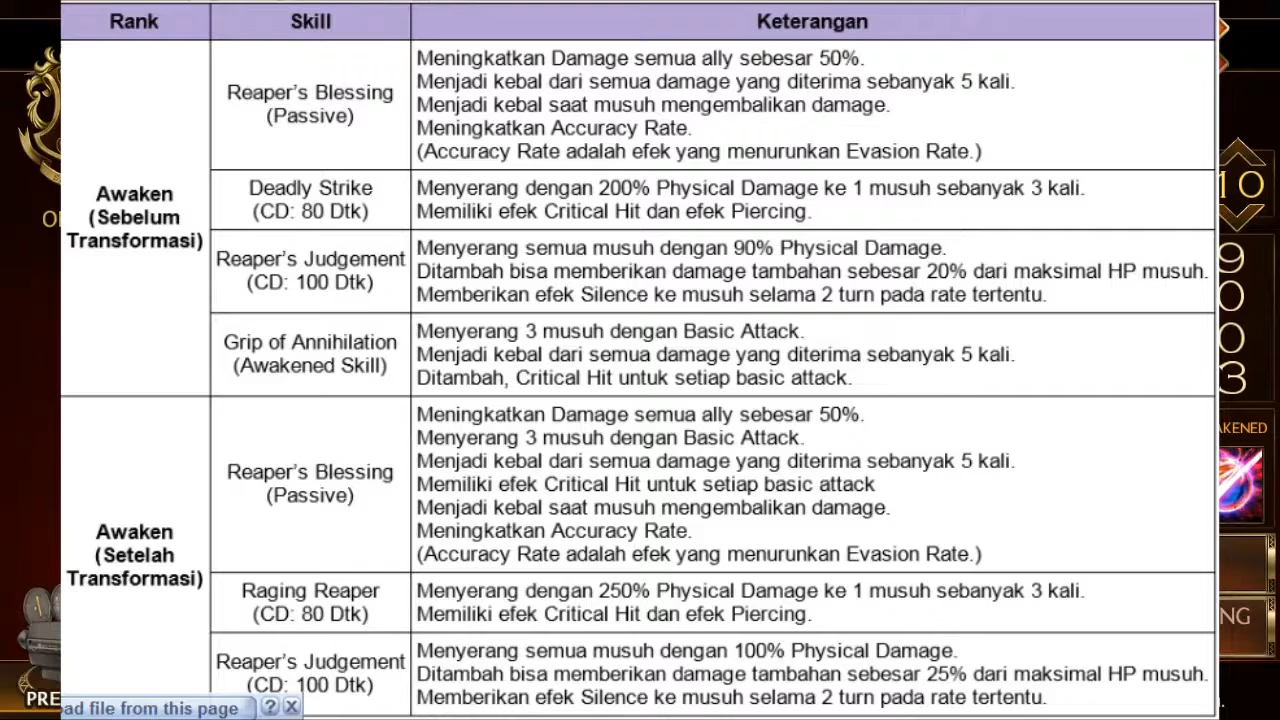 Rank Skill Keterangan
Awaken
(Sebelum
Transformasi)
Reaper's Blessing
(Passive)
Meningkatkan Damage semua ally sebesar 50%.
Menjadi kebal dari semua damage yang diterima sebanyak 5 kali.
Menjadi kebal saat musuh mengembalikan damage.
Meningkatkan Accuracy Rate.
(Accuracy Rate adalah efek yang menurunkan Evasion Rate.)
Deadly Strike
(CD: 80 Dtk)
Menyerang dengan 200% Physical Damage ke 1 musuh sebanyak 3 kali.
Memiliki efek Critical Hit dan efek Piercing.
Reaper's Judgement
(CD: 100 Dtk)
Menyerang semua musuh dengan 90% Physical Damage.
Ditambah bisa memberikan damage tambahan sebesar 20% dari maksimal HP musuh.
Memberikan efek Silence ke musuh selama 2 turn pada rate tertentu.
Grip of Annihilation
(Awakened Skill)
Menyerang 3 musuh dengan Basic Attack.
Menjadi kebal dari semua damage yang diterima sebanyak 5 kali.
Ditambah, Critical Hit untuk setiap basic attack.
Awaken
(Setelah
Transformasi)
Reaper's Blessing
(Passive)
Meningkatkan Damage semua ally sebesar 50%.
Menyerang 3 musuh dengan Basic Attack.
Menjadi kebal dari semua damage yang diterima sebanyak 5 kali.
Memiliki efek Critical Hit untuk setiap basic attack
Menjadi kebal saat musuh mengembalikan damage.
Meningkatkan Accuracy Rate.
(Accuracy Rate adalah efek yang menurunkan Evasion Rate.)
Raging Reaper
(CD: 80 Dtk)
Menyerang dengan 250% Physical Damage ke 1 musuh sebanyak 3 kali.
Memiliki efek Critical Hit dan efek Piercing.
Reaper's Judgement
(CD: 100 Dtk)
Menyerang semua musuh dengan 100% Physical Damage.
Ditambah bisa memberikan damage tambahan sebesar 25% dari maksimal HP musuh.
Memberikan efek Silence ke musuh selama 2 turn pada rate tertentu.
10
9
0
0
3
AKENED
NG
PRE
ad file from this page ? X